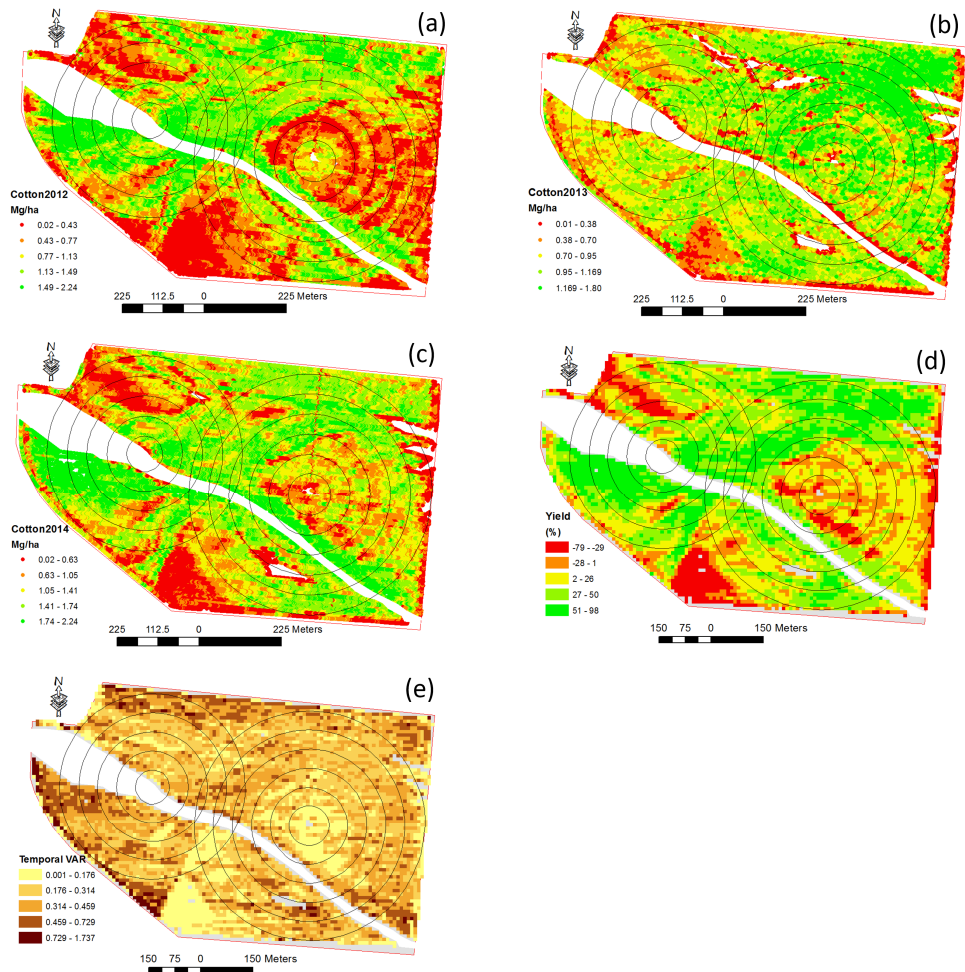 (a)
N
Cotton2012
Mg/ha
0.02 - 0.43
0.43 - 0.77
0.77 - 1.13
1.13 - 1.49
1.49 - 2.24
225 112.5 0 225 Meters
(b)
N
Cotton2013
Mg/ha
0.01 - 0.38
0.38 - 0.70
0.70 - 0.95
0.95 - 1.169
1.169 - 1.80
225 112.5 0 225 Meters
(c)
N
Cotton2014
Mg/ha
0.02 - 0.63
0.63 - 1.05
1.05 - 1.41
1.41 - 1.74
1.74 - 2.24
225 112.5 0 225 Meters
(d)
N
Yield
(%)
-79 - -29
-28 - 1
2 - 26
27 - 50
51 - 98
150 75 0 150 Meters
(e)
N
Temporal VAR
0.001 - 0.176
0.176 - 0.314
0.314 - 0.459
0.459 - 0.729
0.729 - 1.737
150 75 0 150 Meters